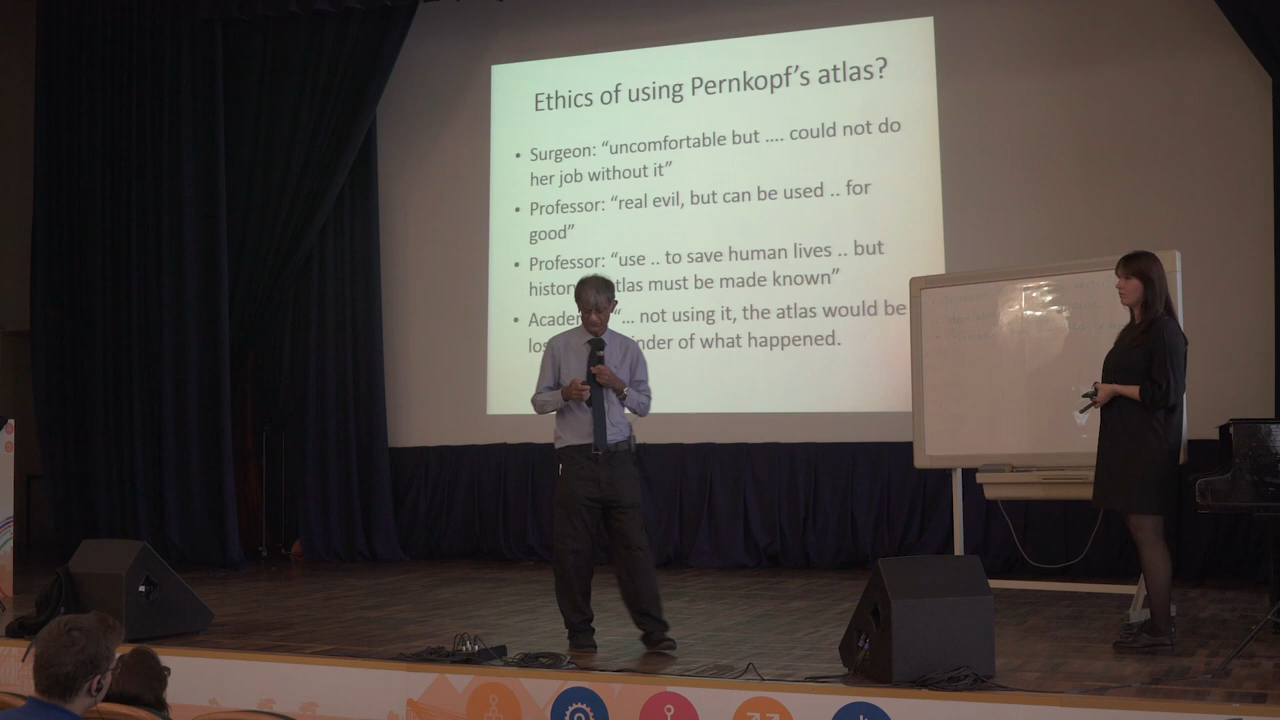 Ethics of using Pernkopf's atlas?
• Surgeon: “uncomfortable but .... could not do
her job without it”
• Professor: “real evil, but can be used .. for
good”
• Professor: “use .. to save human lives .. but
must be made known”
• “... not using it, the atlas would be
of what happened.